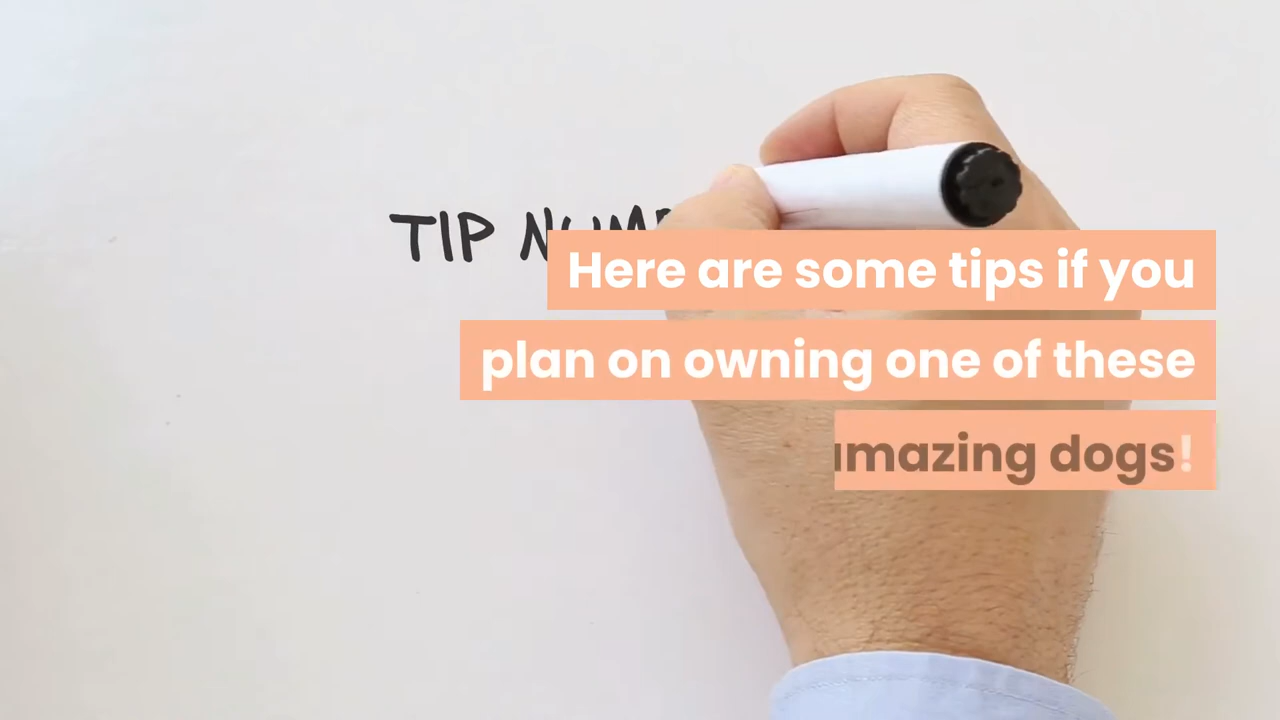 TIP
Here are some tips if you
plan on owning one of these
amazing dogs!